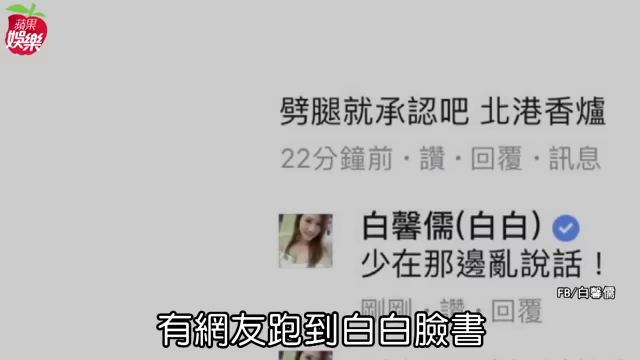 蘋果
娛樂
劈腿就承認吧 北港香爐
22分鐘前·讚·回覆·訊息
白馨儒(白白)
少在那邊亂說話！
剛剛·讚·回覆
FB/白馨儒
有網友跑到白白臉書